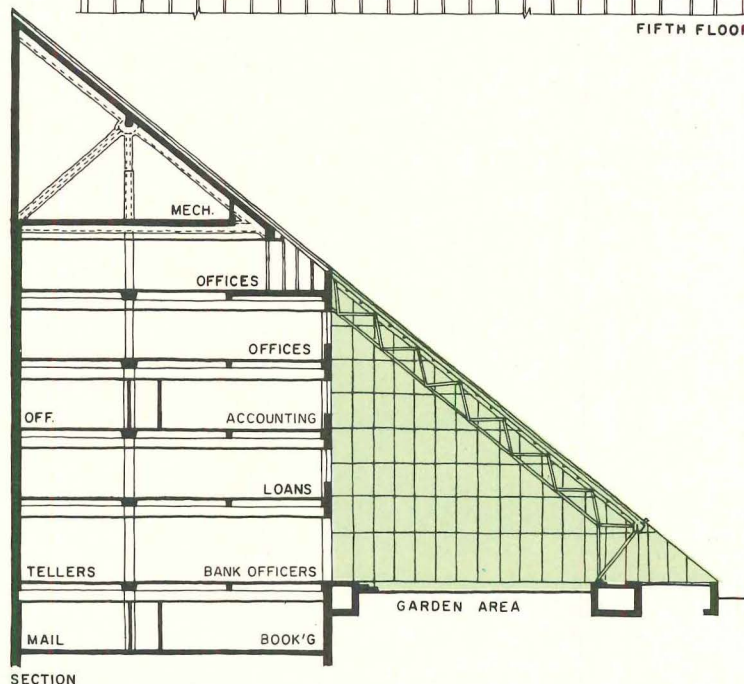 FIFTH FLOOR
MECH.
OFFICES
OFFICES
OFF. ACCOUNTING
LOANS
TELLERS BANK OFFICERS
GARDEN AREA
MAIL BOOK'G
SECTION